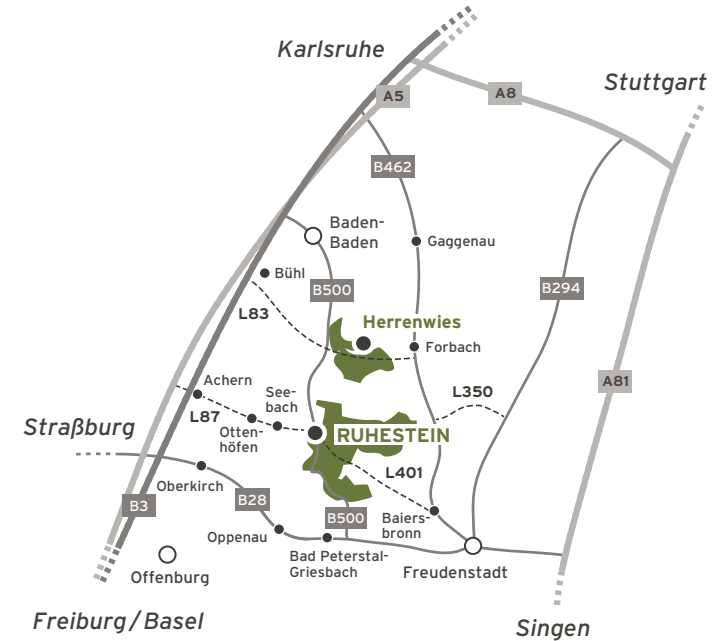 Karlsruhe
Stuttgart
A5
A8
B462
Baden-
Baden
Gaggenau
Bühl
B500
B294
L83
Herrenwies
Forbach
A81
Achern
See-
bach
L350
L87
Otten-
höfen
Straßburg
RUHESTEIN
L401
Oberkirch
B28
B3
B500
Baiers-
bronn
Oppenau
Bad Peterstal-
Griesbach
Freudenstadt
Offenburg
Freiburg / Basel
Singen